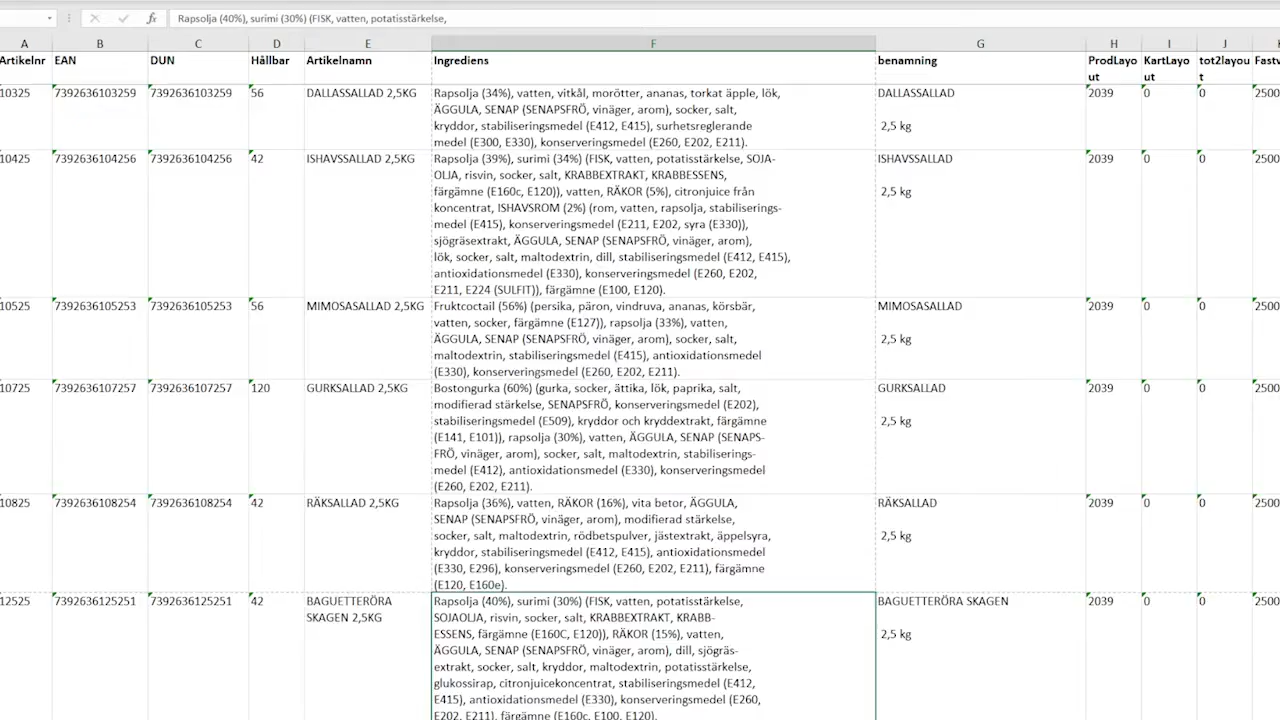 fx Rapsolja (40%), surimi (30%) (FISK, vatten, potatisstärkelse,
A B C D E F G H I J
Artikelnr EAN DUN Hållbar Artikelnamn Ingrediens benamning ProdLayout KartLayout tot2layout
10325 7392636103259 7392636103259 56 DALLASSALLAD 2,5KG Rapsolja (34%), vatten, vitkål, morötter, ananas, torkat äpple, lök, DALLASSALLAD 2039 0 0 2500
ÄGGULA, SENAP (SENAPSFRÖ, vinäger, arom), socker, salt,
kryddor, stabiliseringsmedel (E412, E415), surhetsreglerande 2,5 kg
medel (E300, E330), konserveringsmedel (E260, E202, E211).
10425 7392636104256 7392636104256 42 ISHAVSSALLAD 2,5KG Rapsolja (39%), surimi (34%) (FISK, vatten, potatisstärkelse, SOJA- ISHAVSSALLAD 2039 0 0 2500
OLJA, risvin, socker, salt, KRABBEXTRAKT, KRABBESSENS,
färgämne (E160c, E120)), vatten, RÄKOR (5%), citronjuice från 2,5 kg
koncentrat, ISHAVSROM (2%) (rom, vatten, rapsolja, stabiliserings-
medel (E415), konserveringsmedel (E211, E202, syra (E330)),
sjögräsextrakt, ÄGGULA, SENAP (SENAPSFRÖ, vinäger, arom),
lök, socker, salt, maltodextrin, dill, stabiliseringsmedel (E412, E415),
antioxidationsmedel (E330), konserveringsmedel (E260, E202,
E211, E224 (SULFIT)), färgämne (E100, E120).
10525 7392636105253 7392636105253 56 MIMOSASALLAD 2,5KG Fruktcoctail (56%) (persika, päron, vindruva, ananas, körsbär, MIMOSASALLAD 2039 0 0 2500
vatten, socker, färgämne (E127)), rapsolja (33%), vatten,
ÄGGULA, SENAP (SENAPSFRÖ, vinäger, arom), socker, salt, 2,5 kg
maltodextrin, stabiliseringsmedel (E415), antioxidationsmedel
(E330), konserveringsmedel (E260, E202, E211).
10725 7392636107257 7392636107257 120 GURKSALLAD 2,5KG Bostongurka (60%) (gurka, socker, ättika, lök, paprika, salt, GURKSALLAD 2039 0 0 2500
modifierad stärkelse, SENAPSFRÖ, konserveringsmedel (E202),
stabiliseringsmedel (E509), kryddor och kryddextrakt, färgämne 2,5 kg
(E141, E101)), rapsolja (30%), vatten, ÄGGULA, SENAP (SENAPS-
FRÖ, vinäger, arom), socker, salt, maltodextrin, stabiliserings-
medel (E412), antioxidationsmedel (E330), konserveringsmedel
(E260, E202, E211).
10825 7392636108254 7392636108254 42 RÄKSALLAD 2,5KG Rapsolja (36%), vatten, RÄKOR (16%), vita betor, ÄGGULA, RÄKSALLAD 2039 0 0 2500
SENAP (SENAPSFRÖ, vinäger, arom), modifierad stärkelse,
socker, salt, maltodextrin, rödbetspulver, jästextrakt, äppelsyra, 2,5 kg
kryddor, stabiliseringsmedel (E412, E415), antioxidationsmedel
(E330, E296), konserveringsmedel (E260, E202, E211), färgämne
(E120, E160e).
12525 7392636125251 7392636125251 42 BAGUETTERÖRA Rapsolja (40%), surimi (30%) (FISK, vatten, potatisstärkelse, BAGUETTERÖRA SKAGEN 2039 0 0 2500
SKAGEN 2,5KG SOJAOLJA, risvin, socker, salt, KRABBEXTRAKT, KRABB-
ESSENS, färgämne (E160C, E120)), RÄKOR (15%), vatten, 2,5 kg
ÄGGULA, SENAP (SENAPSFRÖ, vinäger, arom), dill, sjögräs-
extrakt, socker, salt, kryddor, maltodextrin, potatisstärkelse,
glukossirap, citronjuicekoncentrat, stabiliseringsmedel (E412,
E415), antioxidationsmedel (E330), konserveringsmedel (E260,
E202, E211), färgämne (E160c, E100, E120).